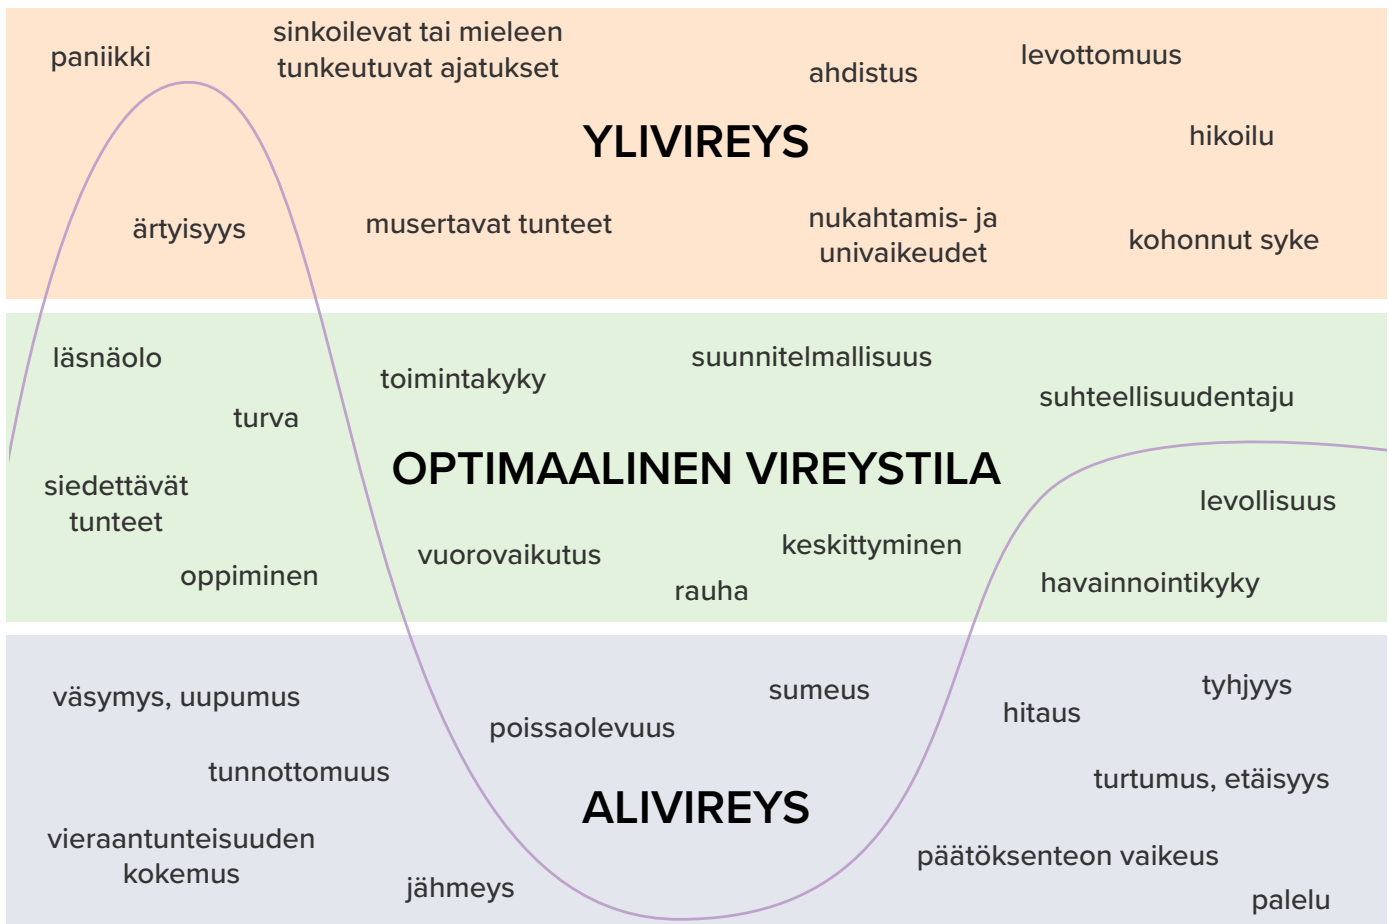 paniikki
sinkoilevat tai mieleen
tunkeutuvat ajatukset
ahdistus
levottomuus
YLIVIREYS
hikoilu
ärtyisyys
musertavat tunteet
nukahtamis- ja
univaikeudet
kohonnut syke
läsnäolo
toimintakyky
suunnitelmallisuus
suhteellisuudentaju
turva
OPTIMAALINEN VIREYSTILA
siedettävät
tunteet
levollisuus
oppiminen
vuorovaikutus
keskittyminen
rauha
havainnointikyky
väsymys, uupumus
poissaolevuus
sumeus
hitaus
tyhjyys
tunnottomuus
ALIVIREYS
turtumus, etäisyys
vieraantunteisuuden
kokemus
jähmeys
päätöksenteon vaikeus
palelu